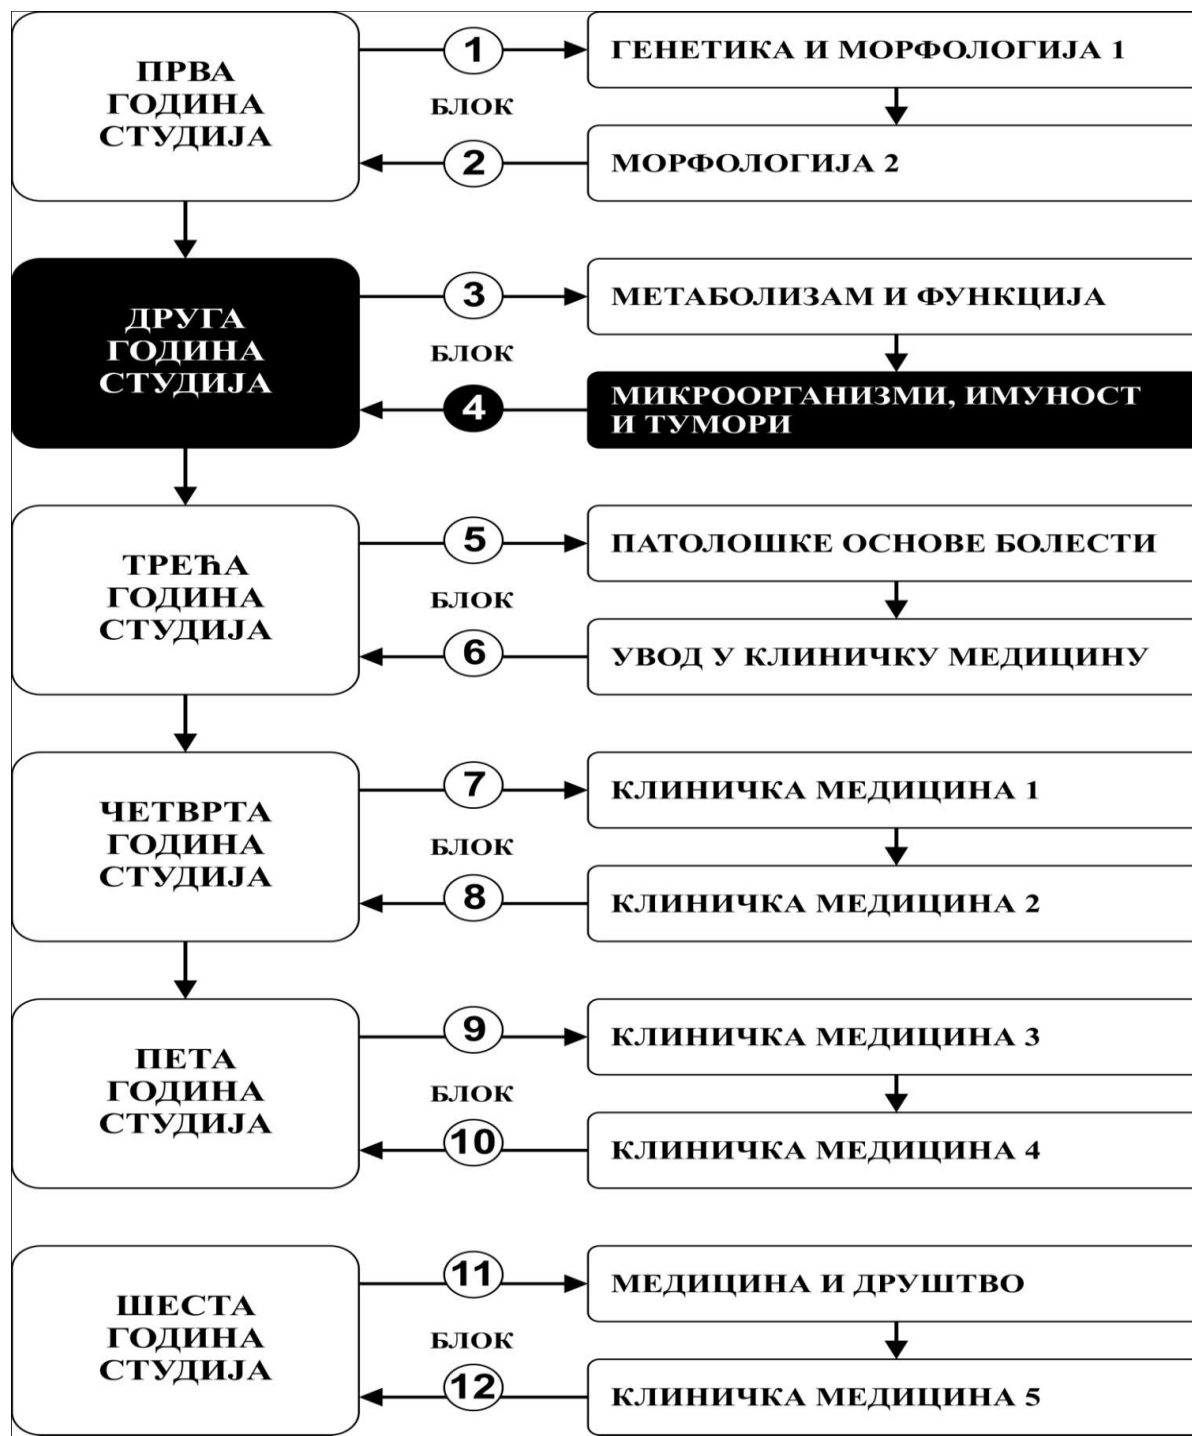 ПРВА
ГОДИНА
СТУДИЈА
1
БЛОК
2
ГЕНЕТИКА И МОРФОЛОГИЈА 1
МОРФОЛОГИЈА 2
ДРУГА
ГОДИНА
СТУДИЈА
3
БЛОК
4
МЕТАБОЛИЗАМ И ФУНКЦИЈА
МИКРООРГАНИЗМИ, ИМУНОСТ
И ТУМОРИ
ТРЕЋА
ГОДИНА
СТУДИЈА
5
БЛОК
6
ПАТОЛОШКЕ ОСНОВЕ БОЛЕСТИ
УВОД У КЛИНИЧКУ МЕДИЦИНУ
ЧЕТВРТА
ГОДИНА
СТУДИЈА
7
БЛОК
8
КЛИНИЧКА МЕДИЦИНА 1
КЛИНИЧКА МЕДИЦИНА 2
ПЕТА
ГОДИНА
СТУДИЈА
9
БЛОК
10
КЛИНИЧКА МЕДИЦИНА 3
КЛИНИЧКА МЕДИЦИНА 4
ШЕСТА
ГОДИНА
СТУДИЈА
11
БЛОК
12
МЕДИЦИНА И ДРУШТВО
КЛИНИЧКА МЕДИЦИНА 5